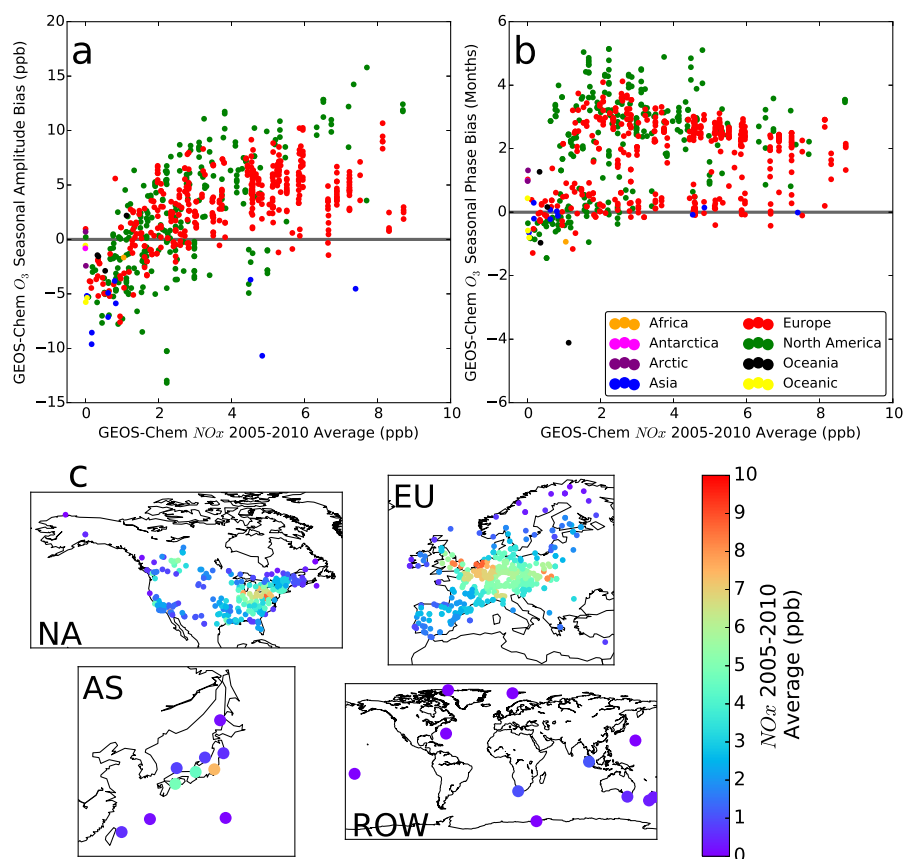 a
GEOS-Chem O3 Seasonal Amplitude Bias (ppb)
20
15
10
5
0
−5
−10
−15
0
2
4
6
8
10
GEOS-Chem NOx 2005-2010 Average (ppb)
b
GEOS-Chem O3 Seasonal Phase Bias (Months)
6
4
2
0
−2
−4
−6
0
2
4
6
8
10
GEOS-Chem NOx 2005-2010 Average (ppb)
Africa
Antarctica
Arctic
Asia
Europe
North America
Oceania
Oceanic
c
NA
EU
AS
ROW
10
9
8
7
6
5
4
3
2
1
0
NOx 2005-2010
Average (ppb)